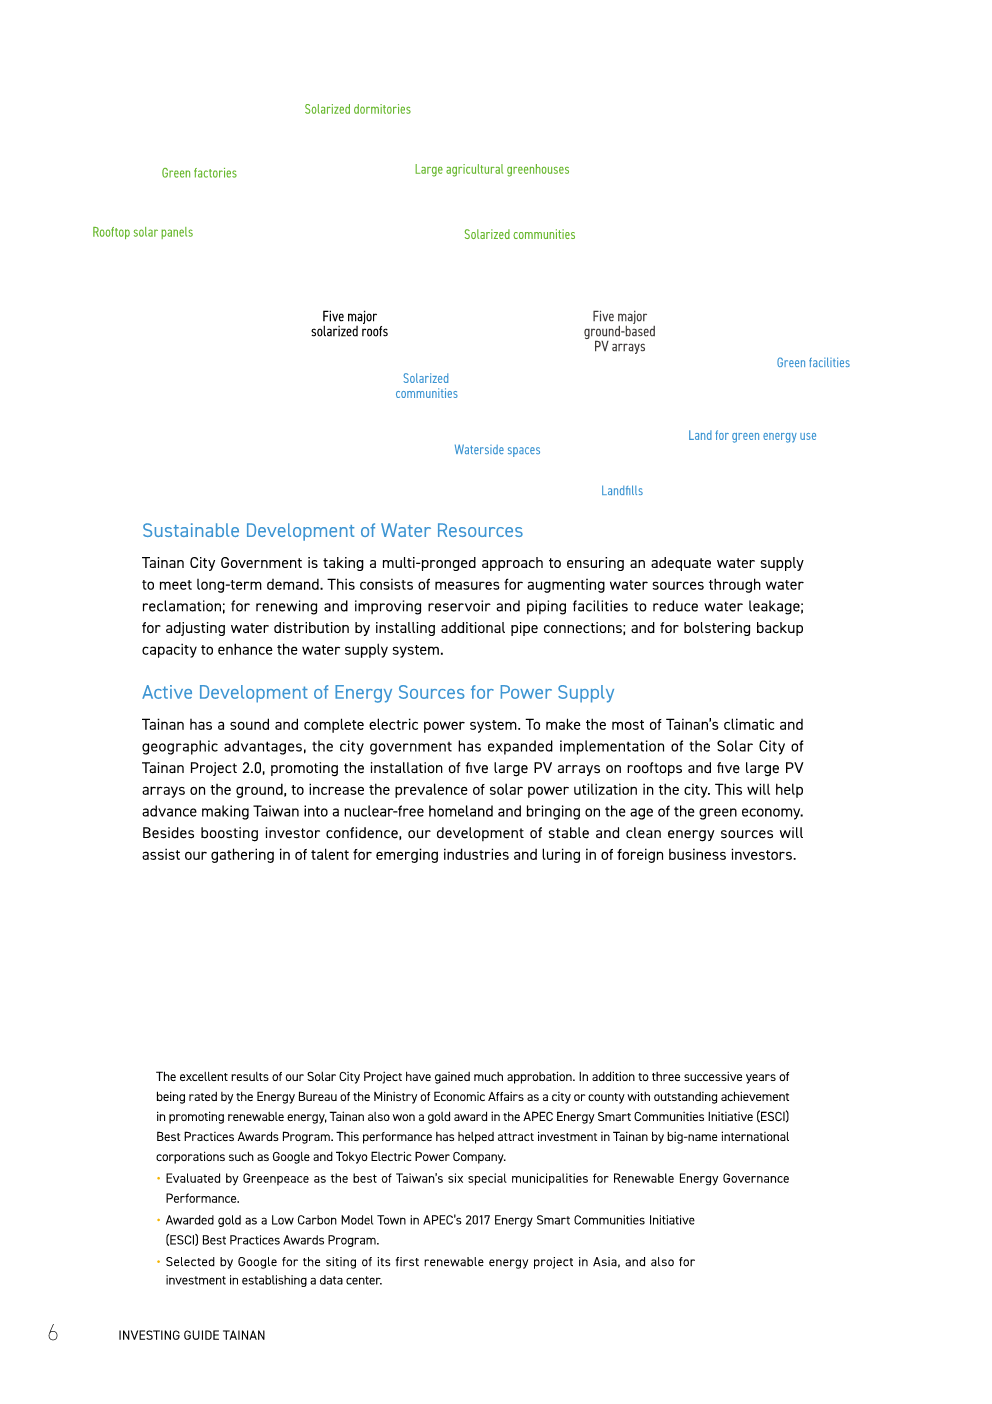 Solarized dormitories
Green factories
Large agricultural greenhouses
Rooftop solar panels
Solarized communities
Five major
solarized roofs
Five major
ground-based
PV arrays
Green facilities
Solarized
communities
Land for green energy use
Waterside spaces
Landfills
Sustainable Development of Water Resources
Tainan City Government is taking a multi-pronged approach to ensuring an adequate water supply
to meet long-term demand. This consists of measures for augmenting water sources through water
reclamation; for renewing and improving reservoir and piping facilities to reduce water leakage;
for adjusting water distribution by installing additional pipe connections; and for bolstering backup
capacity to enhance the water supply system.
Active Development of Energy Sources for Power Supply
Tainan has a sound and complete electric power system. To make the most of Tainan's climatic and
geographic advantages, the city government has expanded implementation of the Solar City of
Tainan Project 2.0, promoting the installation of five large PV arrays on rooftops and five large PV
arrays on the ground, to increase the prevalence of solar power utilization in the city. This will help
advance making Taiwan into a nuclear-free homeland and bringing on the age of the green economy.
Besides boosting investor confidence, our development of stable and clean energy sources will
assist our gathering in of talent for emerging industries and luring in of foreign business investors.
The excellent results of our Solar City Project have gained much approbation. In addition to three successive years of
being rated by the Energy Bureau of the Ministry of Economic Affairs as a city or county with outstanding achievement
in promoting renewable energy, Tainan also won a gold award in the APEC Energy Smart Communities Initiative (ESCI)
Best Practices Awards Program. This performance has helped attract investment in Tainan by big-name international
corporations such as Google and Tokyo Electric Power Company.
• Evaluated by Greenpeace as the best of Taiwan's six special municipalities for Renewable Energy Governance
Performance.
• Awarded gold as a Low Carbon Model Town in APEC's 2017 Energy Smart Communities Initiative
(ESCI) Best Practices Awards Program.
• Selected by Google for the siting of its first renewable energy project in Asia, and also for
investment in establishing a data center.
6 INVESTING GUIDE TAINAN